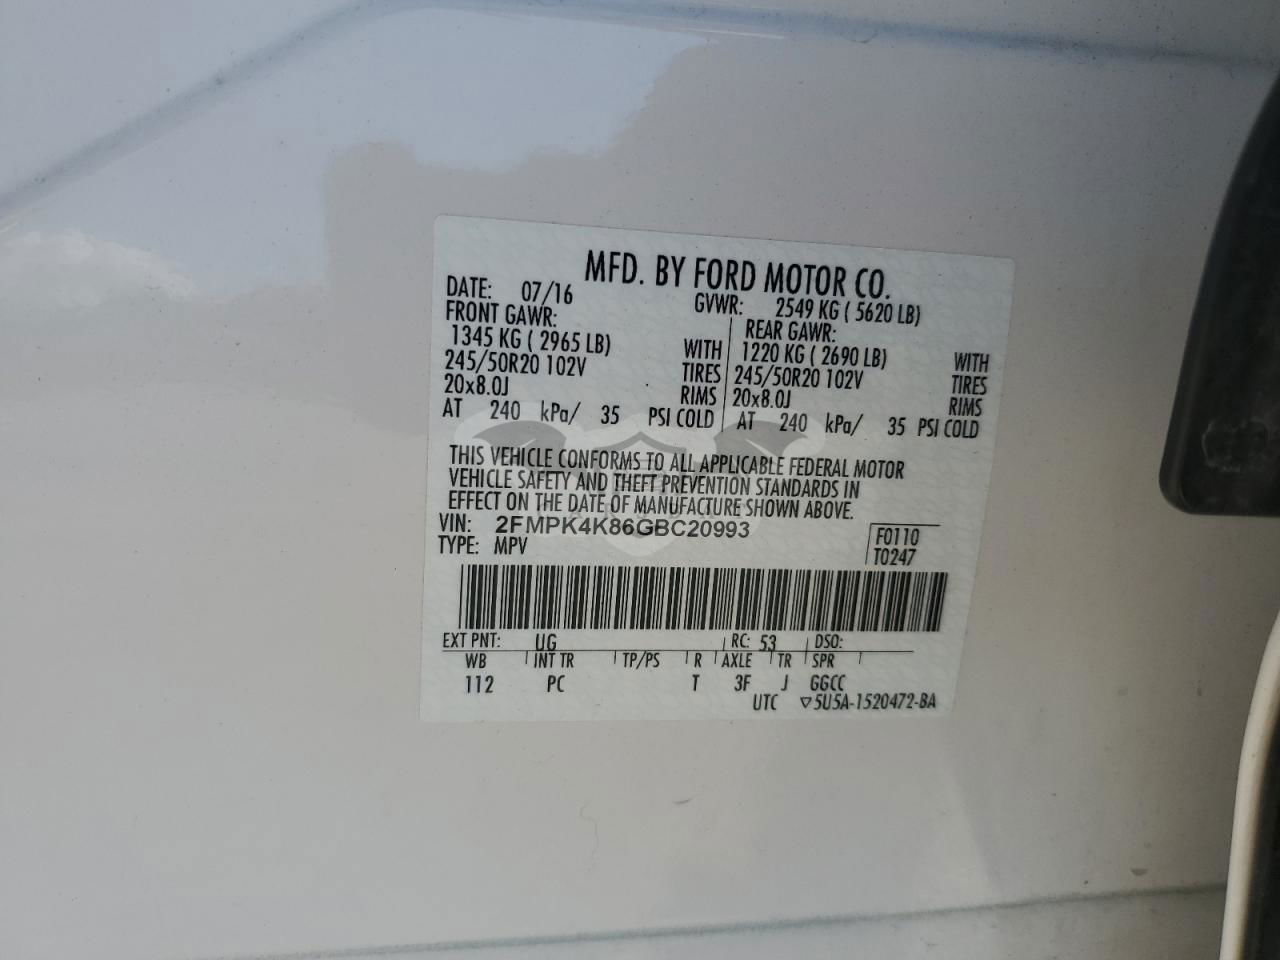 MFD. BY FORD MOTOR CO.
DATE: 07/16 GVWR: 2549 KG ( 5620 LB)
FRONT GAWR: REAR GAWR:
1345 KG ( 2965 LB) WITH 1220 KG ( 2690 LB) WITH
245/50R20 102V TIRES 245/50R20 102V TIRES
20x8.0J RIMS 20x8.0J RIMS
AT 240 kPa/ 35 PSI COLD AT 240 kPa/ 35 PSI COLD
THIS VEHICLE CONFORMS TO ALL APPLICABLE FEDERAL MOTOR
VEHICLE SAFETY AND THEFT PREVENTION STANDARDS IN
EFFECT ON THE DATE OF MANUFACTURE SHOWN ABOVE.
VIN: 2FMPK4K86GBC20993 F0110
TYPE: MPV T0247
EXT PNT: UG RC: 53 DSO:
WB INT TR TP/PS R AXLE TR SPR
112 PC T 3F J GGCC
UTC ▽5U5A-1520472-BA